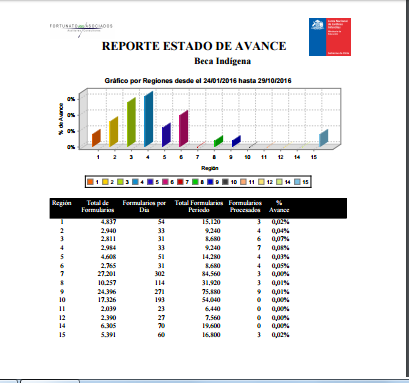 FORTUNATO Y ASOCIADOS
REPORTE ESTADO DE AVANCE
Beca Indígena
Gráfico por Regiones desde el 24/01/2016 hasta 29/10/2016
% de Avance
0%
0%
0%
0%
1 2 3 4 5 6 7 8 9 10 11 12 14 15
Región
1 2 3 4 5 6 7 8 9 10 11 12 14 15
Región Total de Formularios Formularios por Dia Total Formularios Periodo Formularios Procesados % Avance
1 4.837 54 15.120 3 0,02%
2 2.940 33 9.240 4 0,04%
3 2.811 31 8.680 6 0,07%
4 2.984 33 9.240 7 0,08%
5 4.608 51 14.280 4 0,03%
6 2.765 31 8.680 4 0,05%
7 27.201 302 84.560 3 0,00%
8 10.257 114 31.920 3 0,01%
9 24.396 271 75.880 9 0,01%
10 17.326 193 54.040 0 0,00%
11 2.039 23 6.440 0 0,00%
12 2.390 27 7.560 0 0,00%
14 6.305 70 19.600 0 0,00%
15 5.391 60 16.800 3 0,02%